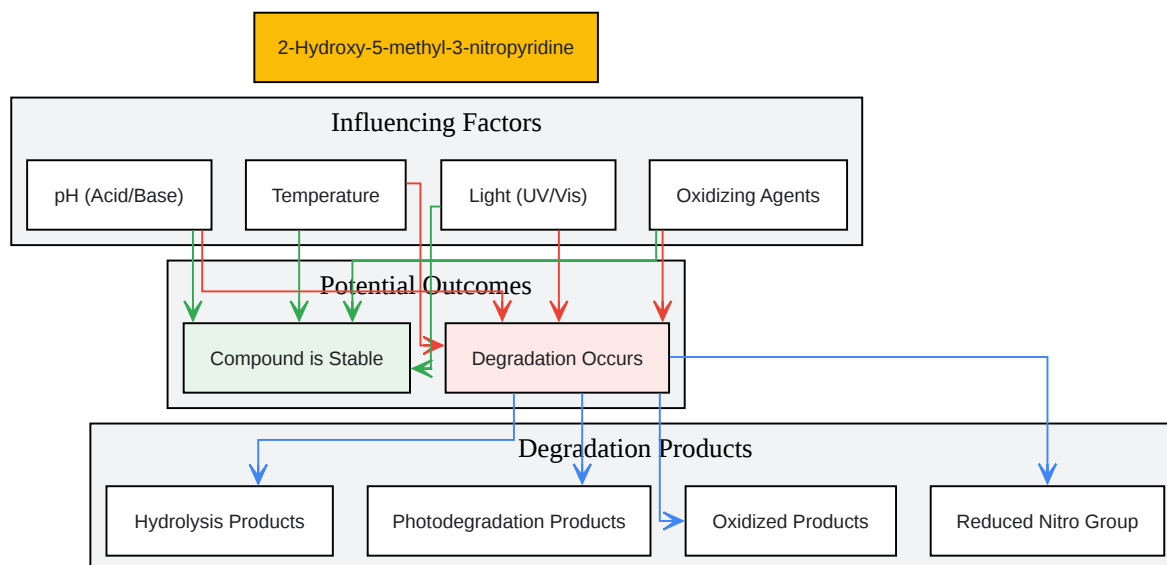 2-Hydroxy-5-methyl-3-nitropyridine
Influencing Factors
pH (Acid/Base)
Temperature
Light (UV/Vis)
Oxidizing Agents
Potential Outcomes
Compound is Stable
Degradation Occurs
Degradation Products
Hydrolysis Products
Photodegradation Products
Oxidized Products
Reduced Nitro Group